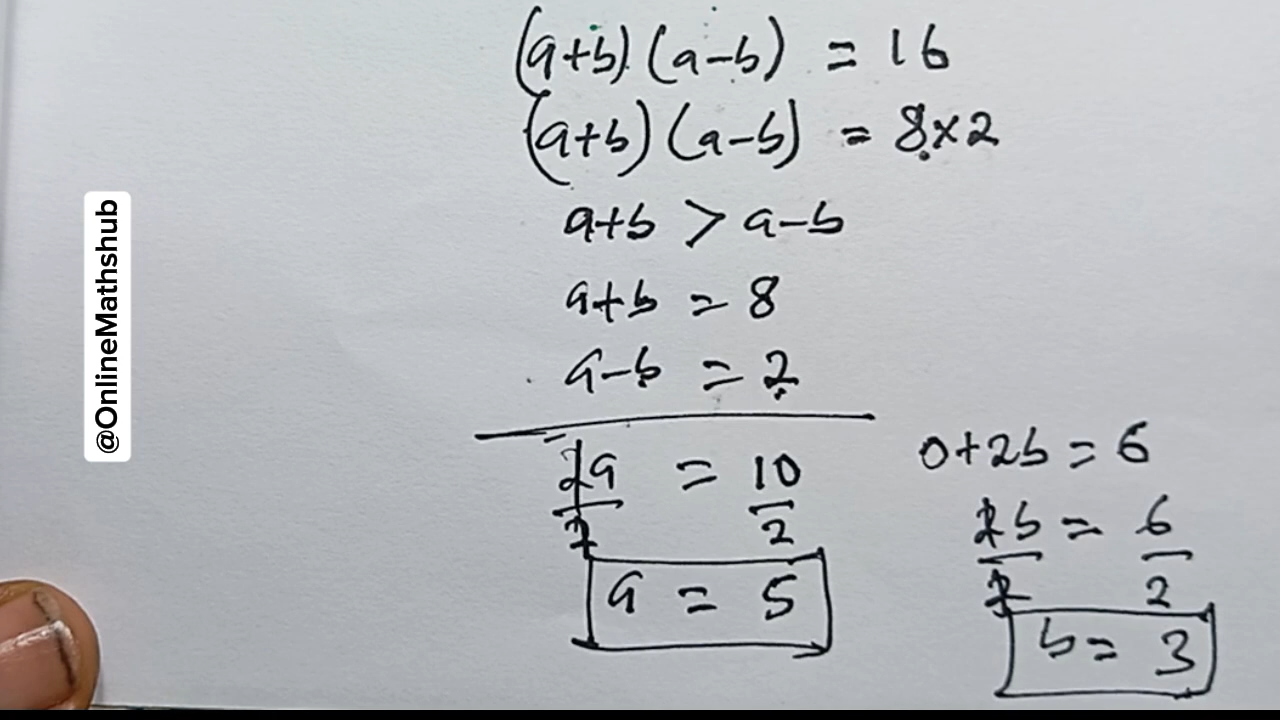 (a+b) (a-b) = 16
(a+b) (a-b) = 8×2
a+b > a-b
a+b = 8
a-b = 2
2a/2 = 10/2
a = 5
0+2b = 6
2b/2 = 6/2
b = 3
@OnlineMathshub